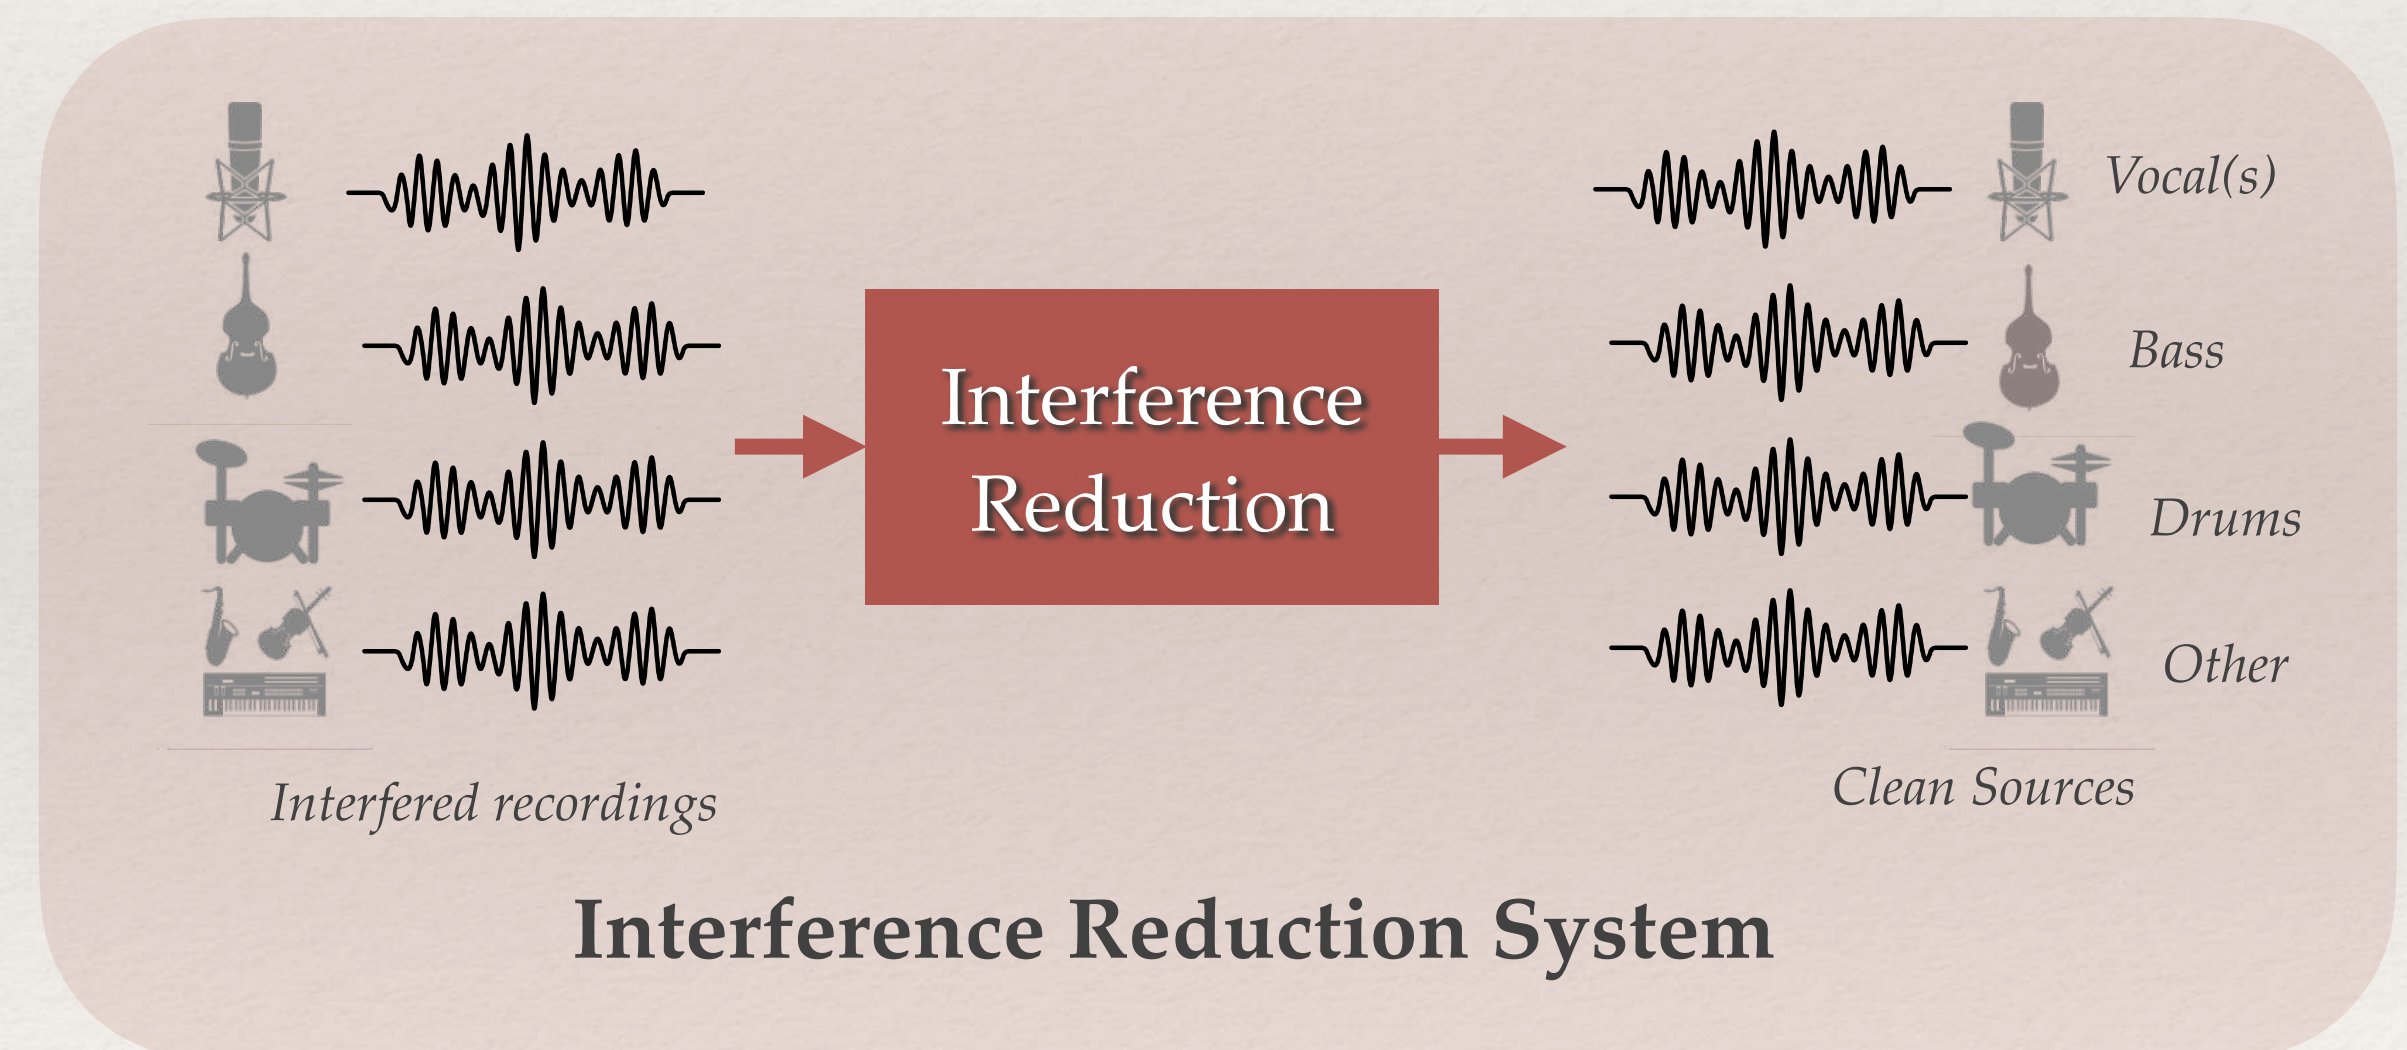 Vocal(s)
Bass
Interference
Reduction
Drums
Other
Interfered recordings
Clean Sources
Interference Reduction System